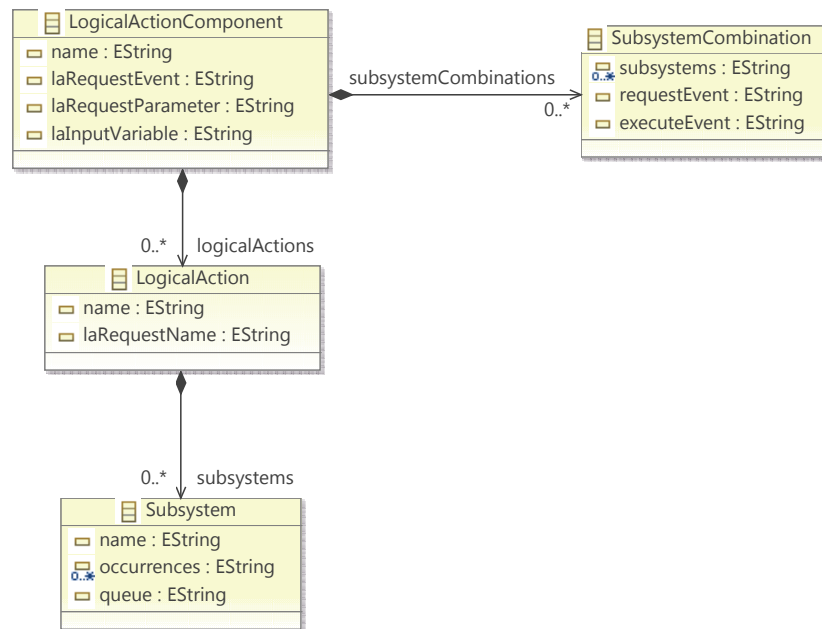 LogicalActionComponent
name : EString
laRequestEvent : EString
laRequestParameter : EString
laInputVariable : EString
subsystemCombinations
0..*
SubsystemCombination
subsystems : EString
0..*
requestEvent : EString
executeEvent : EString
0..* logicalActions
LogicalAction
name : EString
laRequestName : EString
0..* subsystems
Subsystem
name : EString
occurrences : EString
0..*
queue : EString